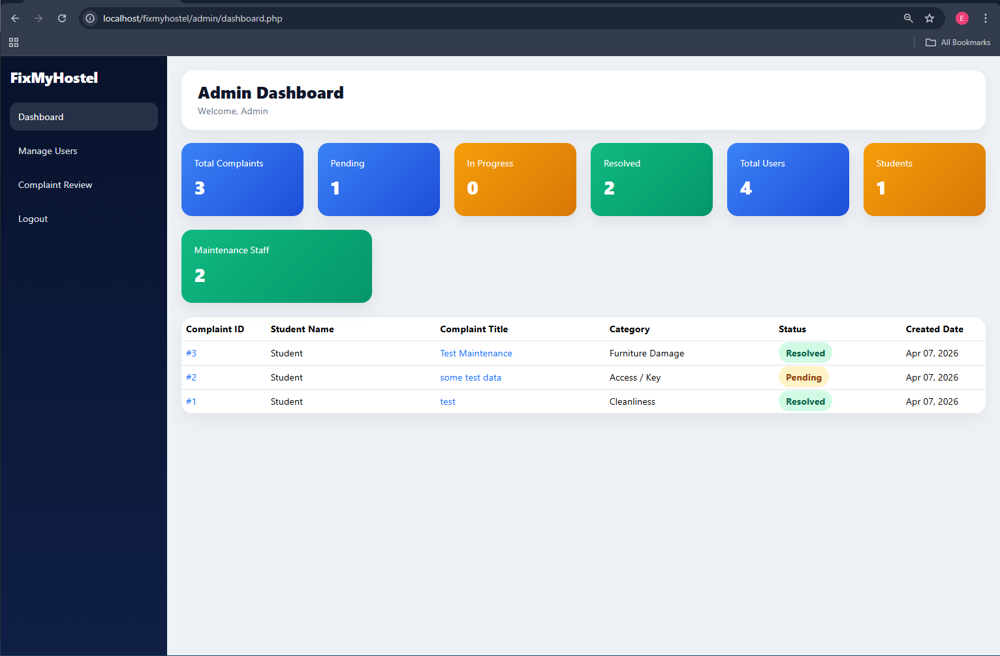 localhost/fixmyhostel/admin/dashboard.php
E
All Bookmarks
FixMyHostel
Dashboard
Manage Users
Complaint Review
Logout
Admin Dashboard
Welcome, Admin
Total Complaints
3
Pending
1
In Progress
0
Resolved
2
Total Users
4
Students
1
Maintenance Staff
2
Complaint ID Student Name Complaint Title Category Status Created Date
#3 Student Test Maintenance Furniture Damage Resolved Apr 07, 2026
#2 Student some test data Access / Key Pending Apr 07, 2026
#1 Student test Cleanliness Resolved Apr 07, 2026